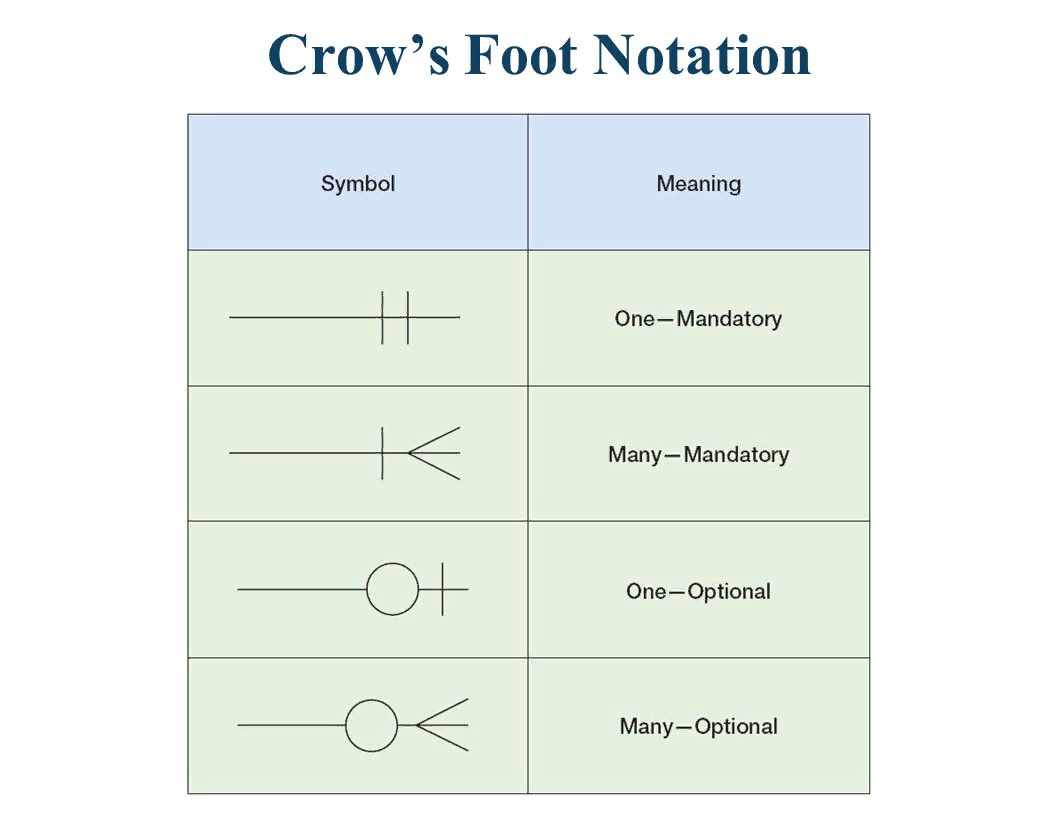 Crow’s Foot Notation
Symbol
Meaning
One—Mandatory
Many—Mandatory
One—Optional
Many—Optional